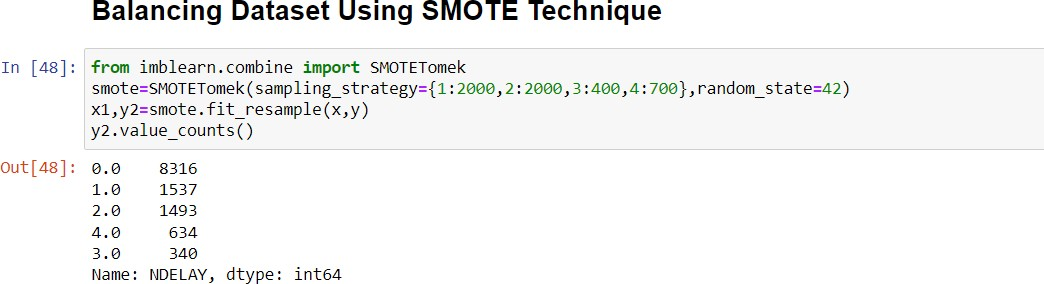 Balancing Dataset Using SMOTE Technique
In [48]: from imblearn.combine import SMOTETomek
smote=SMOTETomek(sampling_strategy={1:2000,2:2000,3:400,4:700},random_state=42)
x1,y2=smote.fit_resample(x,y)
y2.value_counts()
Out[48]: 0.0    8316
1.0    1537
2.0    1493
4.0     634
3.0     340
Name: NDELAY, dtype: int64